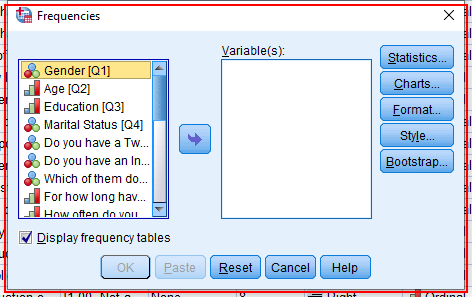 Frequencies
Variable(s):
Gender [Q1]
Age [Q2]
Education [Q3]
Marital Status [Q4]
Do you have a Tw...
Do you have an In...
Which of them do...
For how long hav...
How often do you
Statistics...
Charts...
Format...
Style...
Bootstrap...
Display frequency tables
OK
Paste
Reset
Cancel
Help